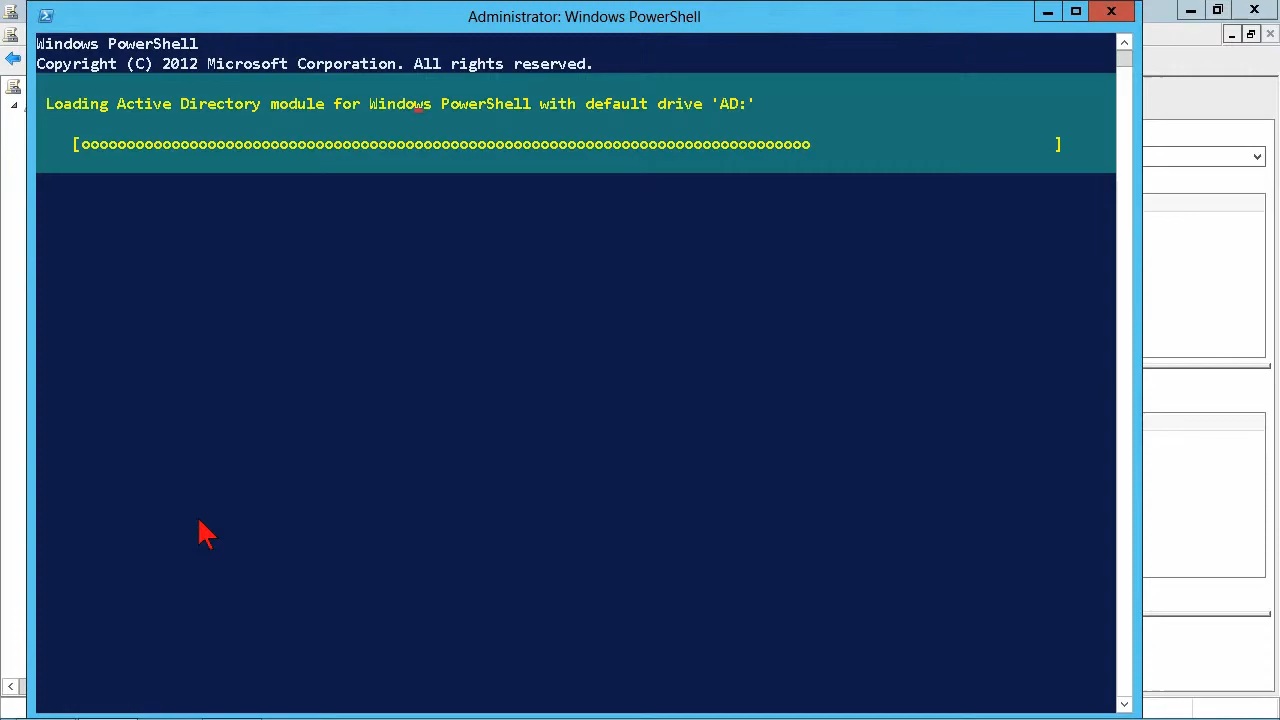 Administrator: Windows PowerShell
Windows PowerShell
Copyright (C) 2012 Microsoft Corporation. All rights reserved.
Loading Active Directory module for Windows PowerShell with default drive 'AD:'
[ooooooooooooooooooooooooooooooooooooooooooooooooooooooooooooooooooooooooooooooooo ]